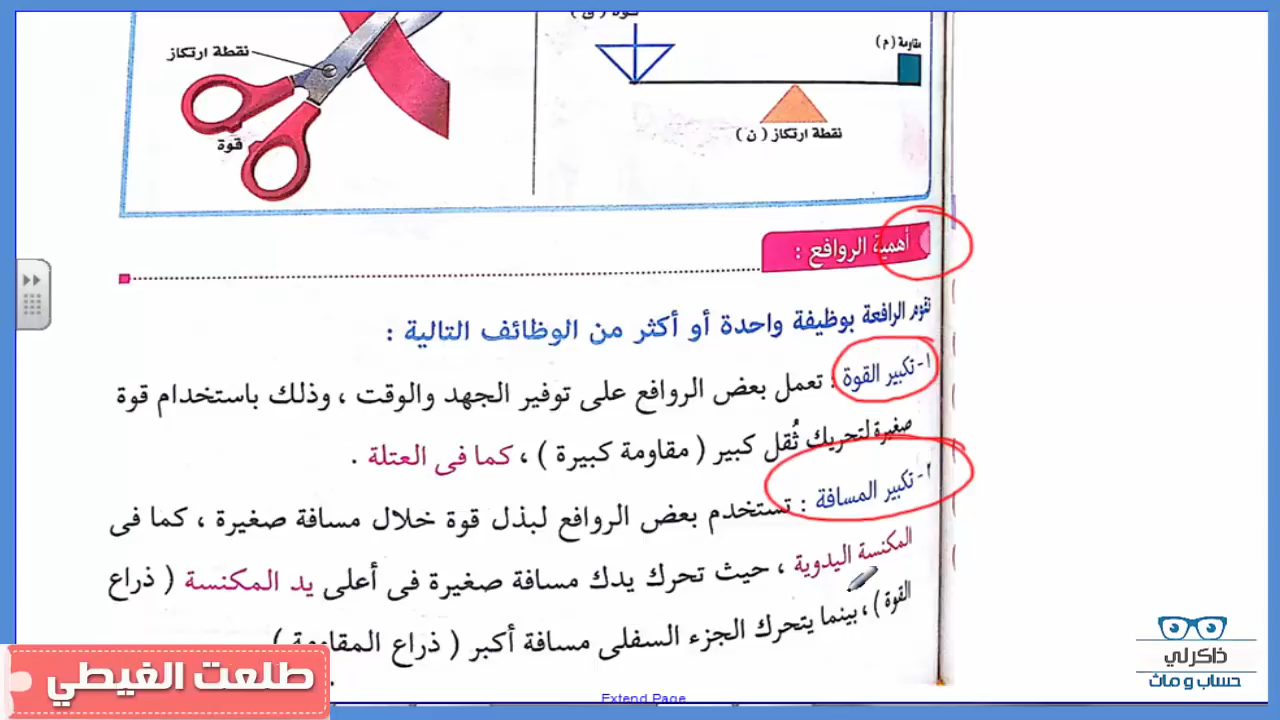 قوة (ق)
مقاومة (م)
نقطة ارتكاز
نقطة ارتكاز (ن)
قوة
أهمية الروافع :
تقوم الرافعة بوظيفة واحدة أو أكثر من الوظائف التالية :
١- تكبير القوة : تعمل بعض الروافع على توفير الجهد والوقت ، وذلك باستخدام قوة
صغيرة لتحريك ثُقل كبير ( مقاومة كبيرة ) ، كما فى العتلة .
٢- تكبير المسافة : تستخدم بعض الروافع لبذل قوة خلال مسافة صغيرة ، كما فى
المكنسة اليدوية ، حيث تحرك يدك مسافة صغيرة فى أعلى يد المكنسة ( ذراع
القوة ) ، بينما يتحرك الجزء السفلى مسافة أكبر ( ذراع المقاومة ) .
طلعت الغيطي
Extend Page
ذاكرلي
حساب و ماث